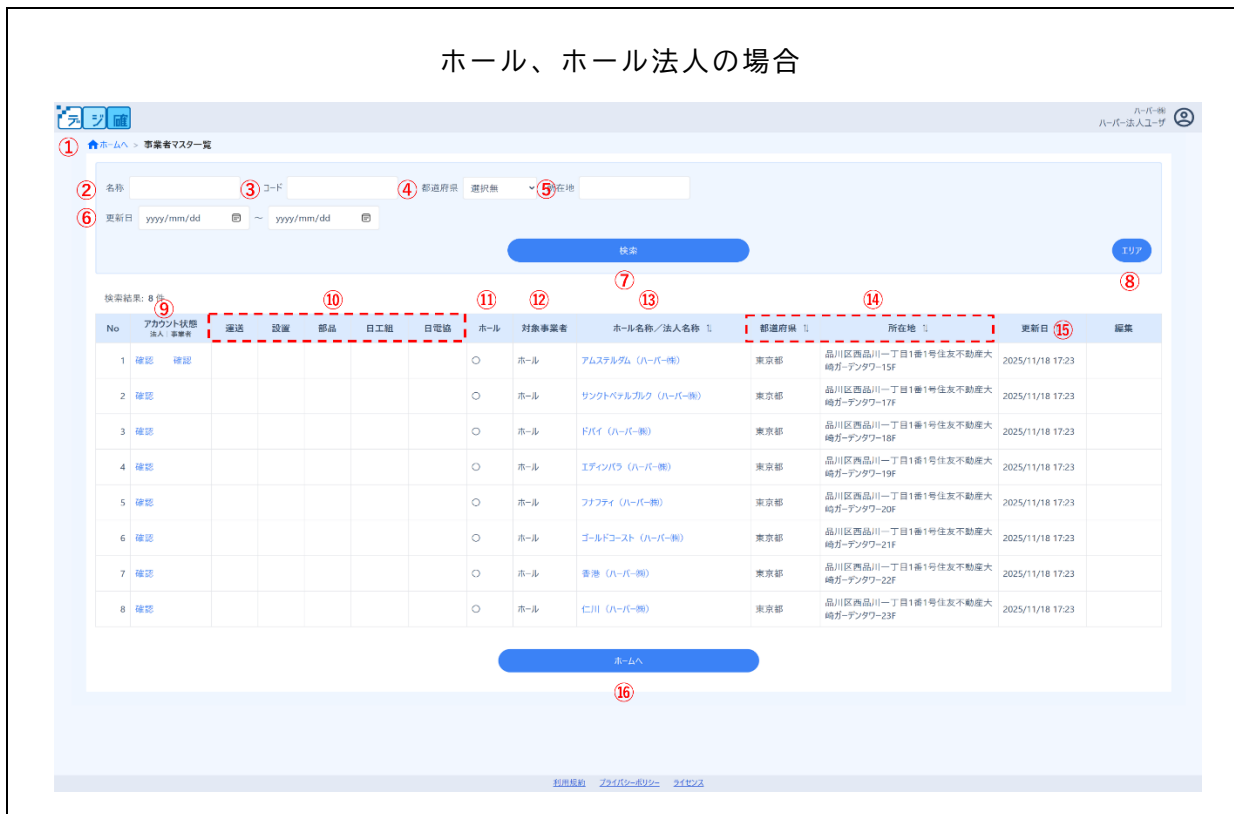 ホール、ホール法人の場合
デジ確
ハーバー㈱
ハーバー法人ユーザ
① ホームへ > 事業者マスター覧
② 名称 ③ コード ④ 都道府県 選択無 ⑤ 所在地
⑥ 更新日 yyyy/mm/dd ～ yyyy/mm/dd
検索 エリア
⑦ ⑧
検索結果: 8 件
⑨ ⑩ ⑪ ⑫ ⑬ ⑭ ⑮
No アカウント状態 法人 | 事業者 運送 設置 部品 日工組 日電協 ホール 対象事業者 ホール名称／法人名称 ⇅ 都道府県 ⇅ 所在地 ⇅ 更新日 編集
1 確認 確認 ○ ホール アムステルダム（ハーバー㈱） 東京都 品川区西品川一丁目1番1号住友不動産大崎ガーデンタワー15F 2025/11/18 17:23
2 確認 ○ ホール サンクトペテルブルク（ハーバー㈱） 東京都 品川区西品川一丁目1番1号住友不動産大崎ガーデンタワー17F 2025/11/18 17:23
3 確認 ○ ホール ドバイ（ハーバー㈱） 東京都 品川区西品川一丁目1番1号住友不動産大崎ガーデンタワー18F 2025/11/18 17:23
4 確認 ○ ホール エディンバラ（ハーバー㈱） 東京都 品川区西品川一丁目1番1号住友不動産大崎ガーデンタワー19F 2025/11/18 17:23
5 確認 ○ ホール フナフティ（ハーバー㈱） 東京都 品川区西品川一丁目1番1号住友不動産大崎ガーデンタワー20F 2025/11/18 17:23
6 確認 ○ ホール ゴールドコースト（ハーバー㈱） 東京都 品川区西品川一丁目1番1号住友不動産大崎ガーデンタワー21F 2025/11/18 17:23
7 確認 ○ ホール 香港（ハーバー㈱） 東京都 品川区西品川一丁目1番1号住友不動産大崎ガーデンタワー22F 2025/11/18 17:23
8 確認 ○ ホール 仁川（ハーバー㈱） 東京都 品川区西品川一丁目1番1号住友不動産大崎ガーデンタワー23F 2025/11/18 17:23
ホームへ
⑯
利用規約 プライバシーポリシー ライセンス